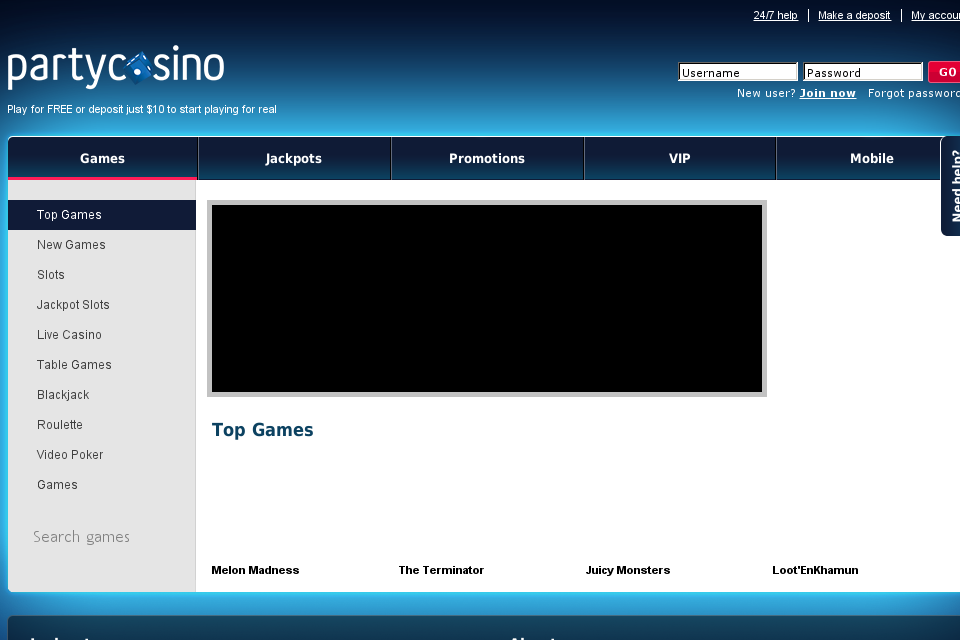 24/7 help
Make a deposit
My accou
partycasino
Username
Password
GO
New user? Join now
Forgot password
Play for FREE or deposit just $10 to start playing for real
Games
Jackpots
Promotions
VIP
Mobile
Need help?
Top Games
New Games
Slots
Jackpot Slots
Live Casino
Table Games
Blackjack
Roulette
Video Poker
Games
Search games
Top Games
Melon Madness
The Terminator
Juicy Monsters
Loot'EnKhamun